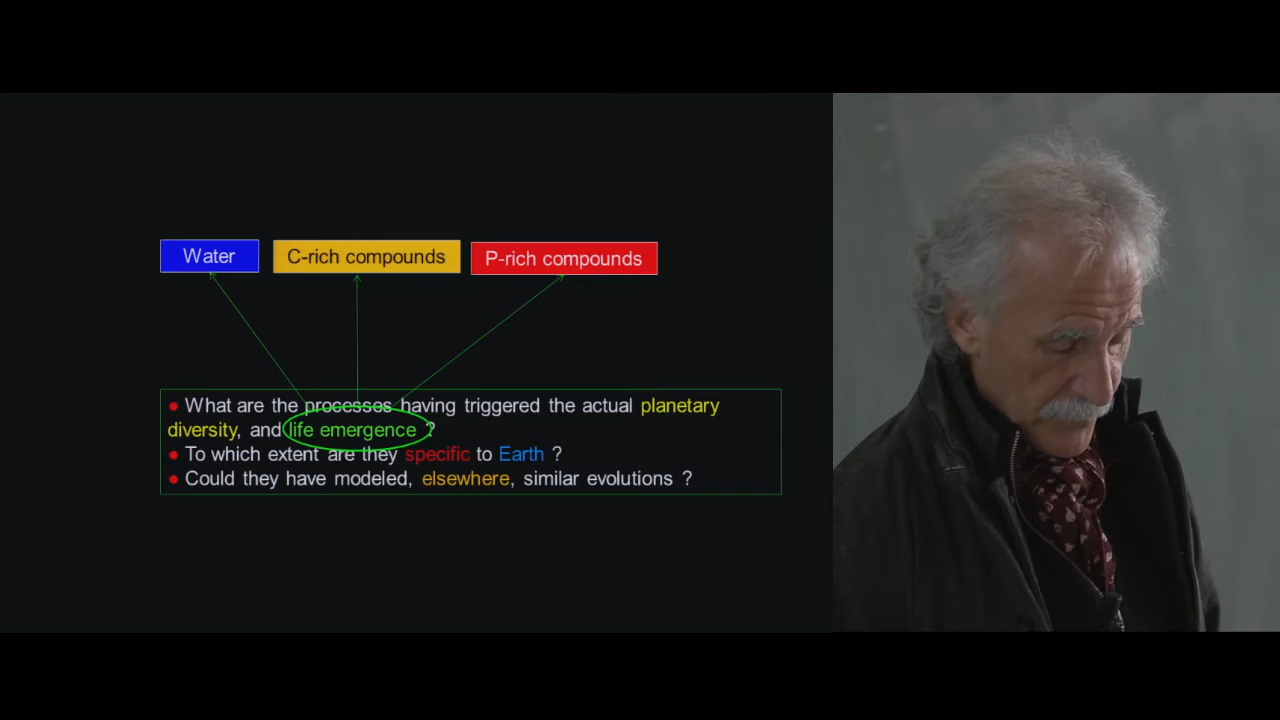 Water
C-rich compounds
P-rich compounds
● What are the processes having triggered the actual planetary
diversity, and life emergence ?
● To which extent are they specific to Earth ?
● Could they have modeled, elsewhere, similar evolutions ?